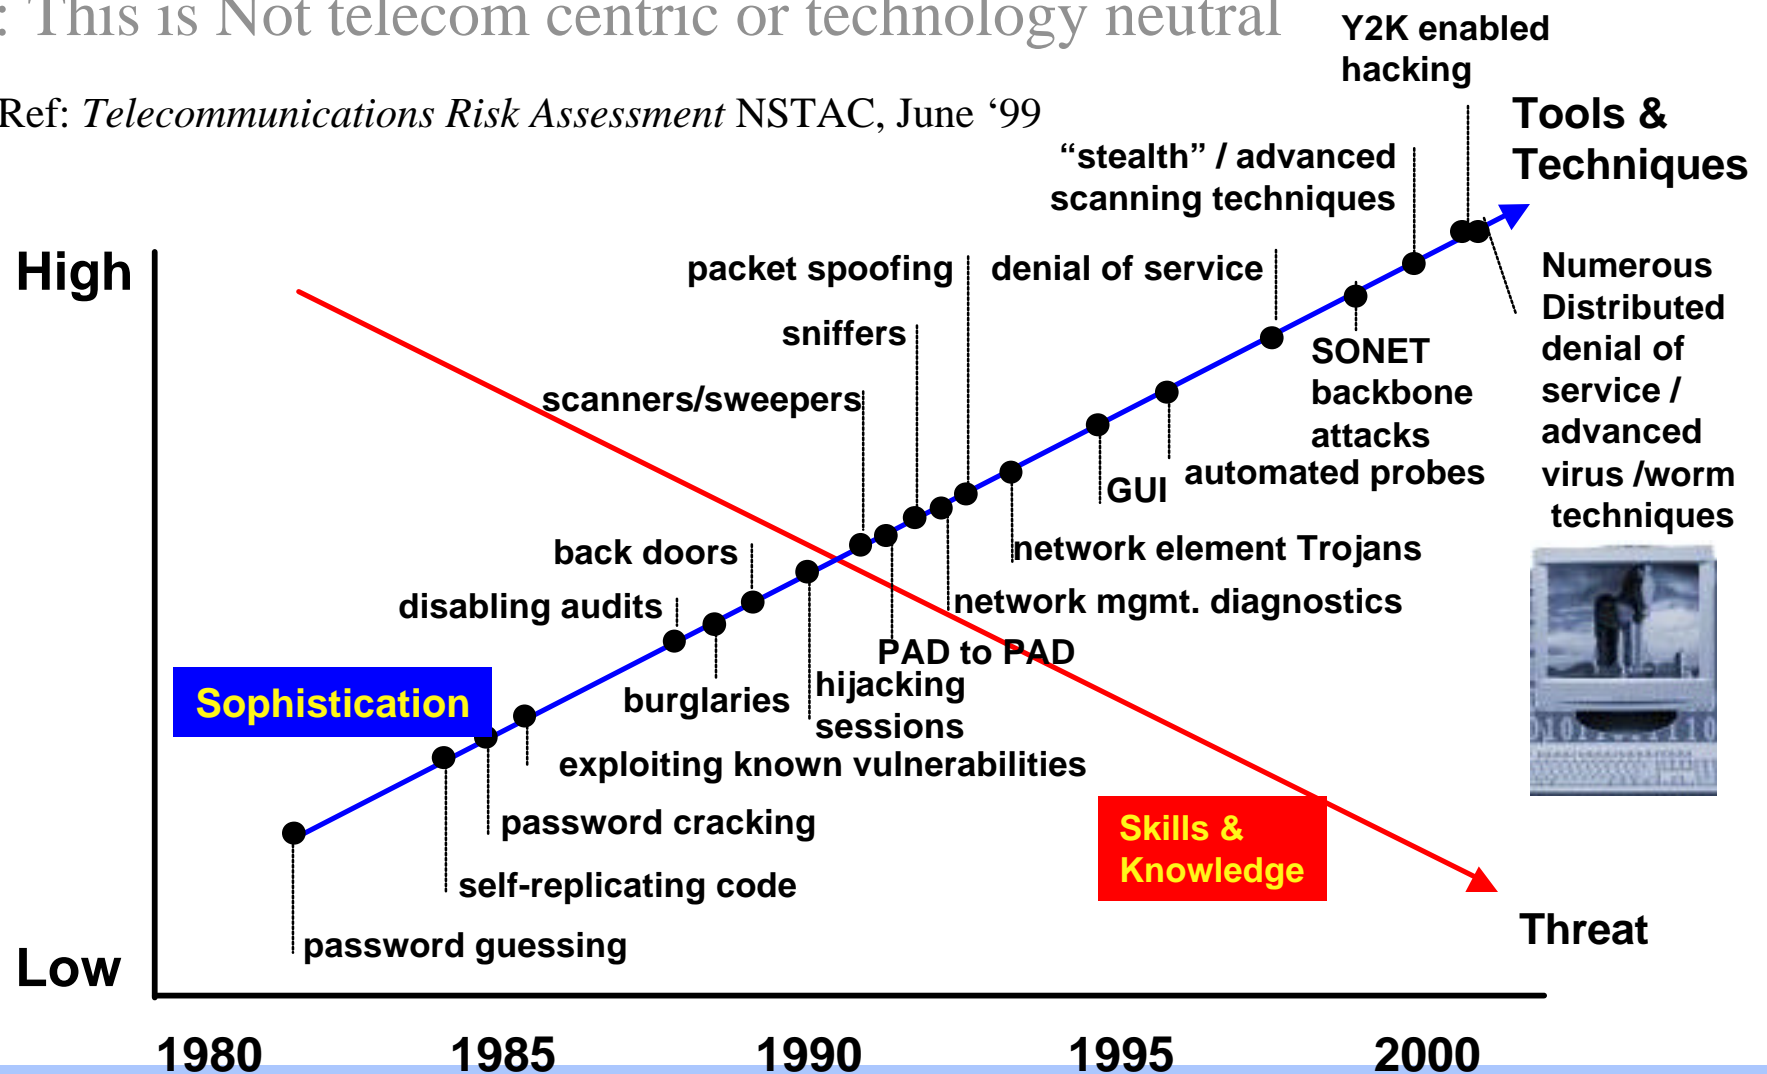 : This is Not telecom centric or technology neutral
Ref: Telecommunications Risk Assessment NSTAC, June ‘99
Y2K enabled
hacking
Tools &
Techniques
“stealth” / advanced
scanning techniques
High
packet spoofing
denial of service
Numerous
Distributed
denial of
service /
advanced
virus /worm
techniques
sniffers
SONET
backbone
attacks
scanners/sweepers
automated probes
GUI
back doors
network element Trojans
disabling audits
network mgmt. diagnostics
PAD to PAD
Sophistication
burglaries
hijacking
sessions
exploiting known vulnerabilities
password cracking
Skills &
Knowledge
self-replicating code
password guessing
Threat
Low
1980 1985 1990 1995 2000